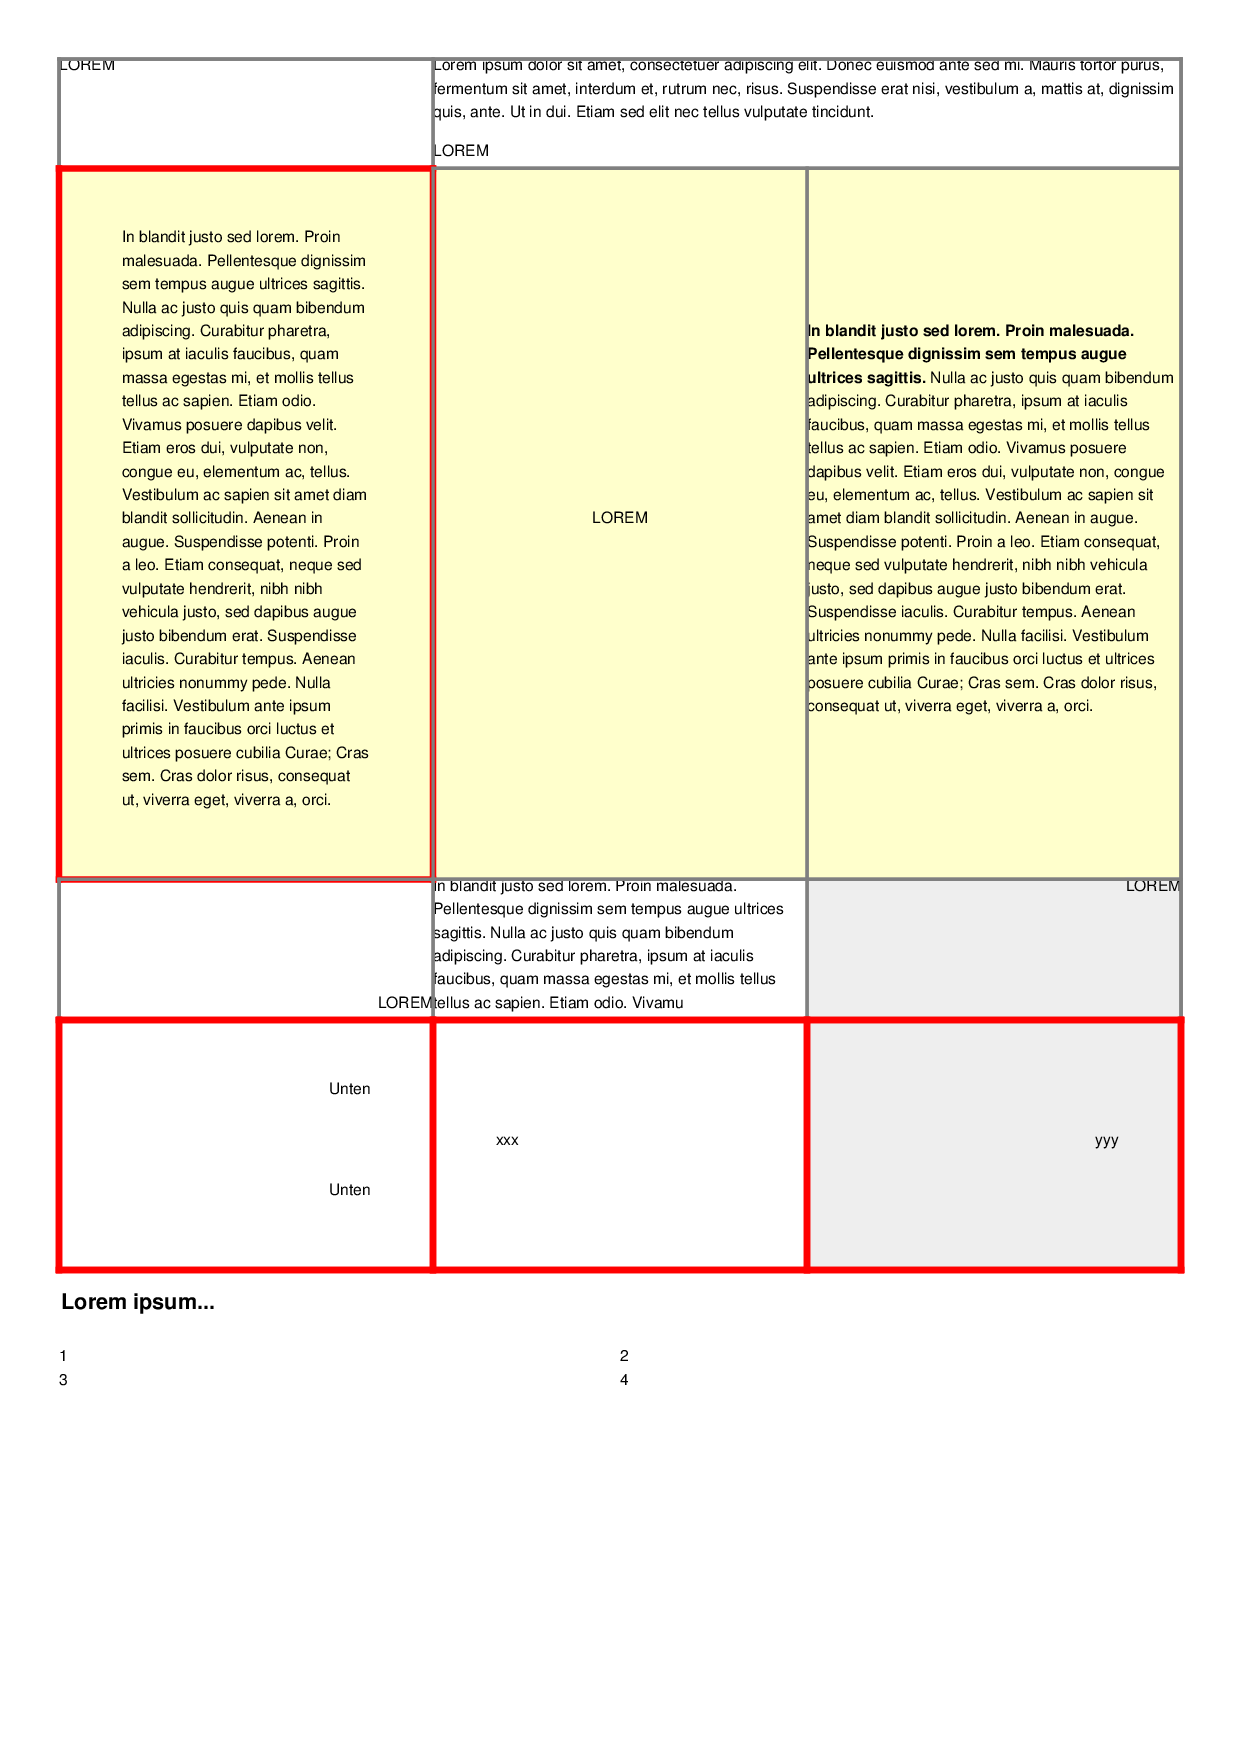 LOREM
Lorem ipsum dolor sit amet, consectetuer adipiscing elit. Donec euismod ante sed mi. Mauris tortor purus,
fermentum sit amet, interdum et, rutrum nec, risus. Suspendisse erat nisi, vestibulum a, mattis at, dignissim
quis, ante. Ut in dui. Etiam sed elit nec tellus vulputate tincidunt.
LOREM
In blandit justo sed lorem. Proin
malesuada. Pellentesque dignissim
sem tempus augue ultrices sagittis.
Nulla ac justo quis quam bibendum
adipiscing. Curabitur pharetra,
ipsum at iaculis faucibus, quam
massa egestas mi, et mollis tellus
tellus ac sapien. Etiam odio.
Vivamus posuere dapibus velit.
Etiam eros dui, vulputate non,
congue eu, elementum ac, tellus.
Vestibulum ac sapien sit amet diam
blandit sollicitudin. Aenean in
augue. Suspendisse potenti. Proin
a leo. Etiam consequat, neque sed
vulputate hendrerit, nibh nibh
vehicula justo, sed dapibus augue
justo bibendum erat. Suspendisse
iaculis. Curabitur tempus. Aenean
ultricies nonummy pede. Nulla
facilisi. Vestibulum ante ipsum
primis in faucibus orci luctus et
ultrices posuere cubilia Curae; Cras
sem. Cras dolor risus, consequat
ut, viverra eget, viverra a, orci.
LOREM
In blandit justo sed lorem. Proin malesuada.
Pellentesque dignissim sem tempus augue
ultrices sagittis. Nulla ac justo quis quam bibendum
adipiscing. Curabitur pharetra, ipsum at iaculis
faucibus, quam massa egestas mi, et mollis tellus
tellus ac sapien. Etiam odio. Vivamus posuere
dapibus velit. Etiam eros dui, vulputate non, congue
eu, elementum ac, tellus. Vestibulum ac sapien sit
amet diam blandit sollicitudin. Aenean in augue.
Suspendisse potenti. Proin a leo. Etiam consequat,
neque sed vulputate hendrerit, nibh nibh vehicula
justo, sed dapibus augue justo bibendum erat.
Suspendisse iaculis. Curabitur tempus. Aenean
ultricies nonummy pede. Nulla facilisi. Vestibulum
ante ipsum primis in faucibus orci luctus et ultrices
posuere cubilia Curae; Cras sem. Cras dolor risus,
consequat ut, viverra eget, viverra a, orci.
LOREM
In blandit justo sed lorem. Proin malesuada.
Pellentesque dignissim sem tempus augue ultrices
sagittis. Nulla ac justo quis quam bibendum
adipiscing. Curabitur pharetra, ipsum at iaculis
faucibus, quam massa egestas mi, et mollis tellus
tellus ac sapien. Etiam odio. Vivamu
LOREM
Unten
Unten
xxx
yyy
Lorem ipsum...
1 2
3 4